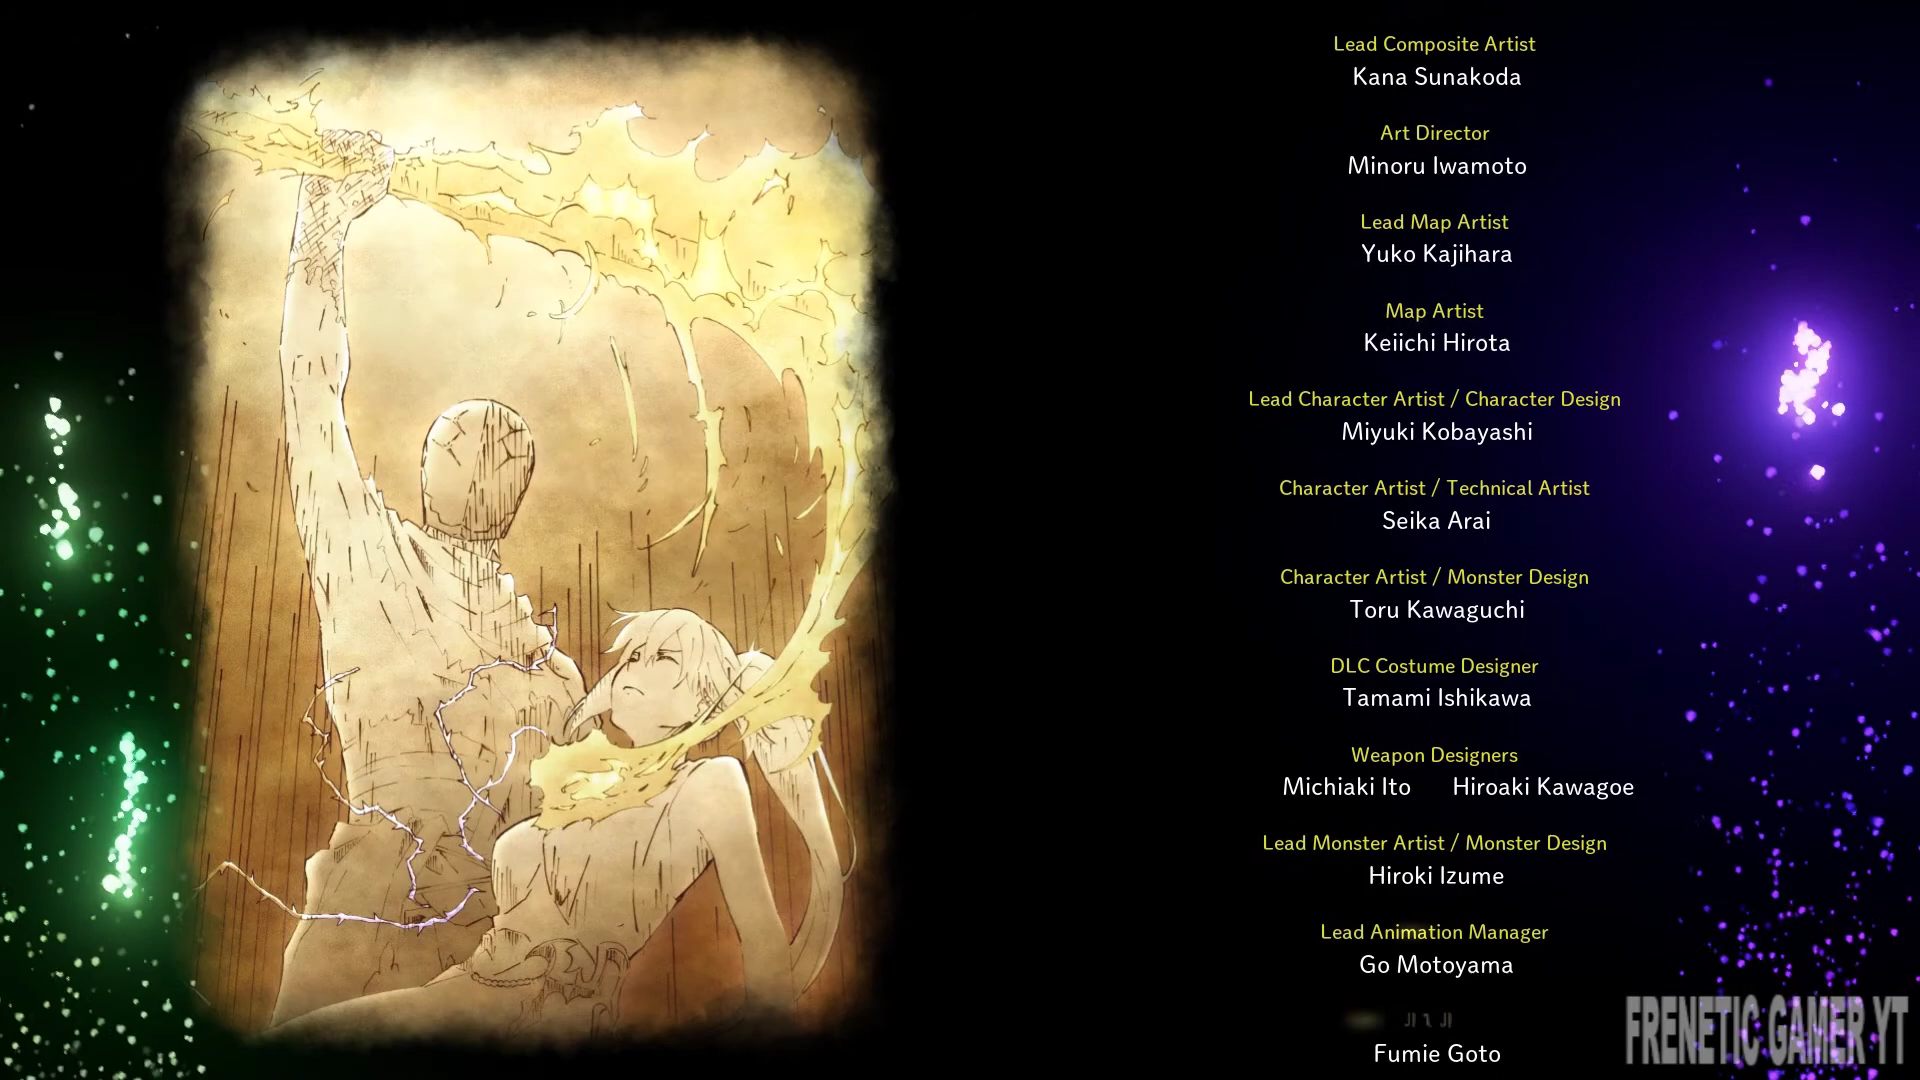 Lead Composite Artist
Kana Sunakoda
Art Director
Minoru Iwamoto
Lead Map Artist
Yuko Kajihara
Map Artist
Keiichi Hirota
Lead Character Artist / Character Design
Miyuki Kobayashi
Character Artist / Technical Artist
Seika Arai
Character Artist / Monster Design
Toru Kawaguchi
DLC Costume Designer
Tamami Ishikawa
Weapon Designers
Michiaki Ito Hiroaki Kawagoe
Lead Monster Artist / Monster Design
Hiroki Izume
Lead Animation Manager
Go Motoyama
Fumie Goto
FRENETIC GAMER YT